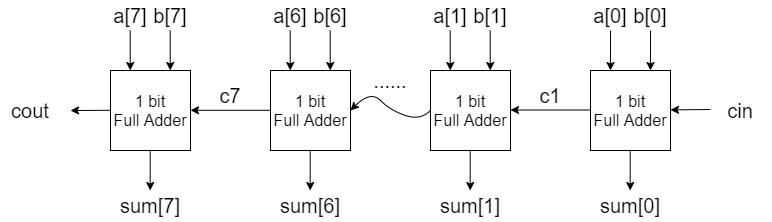 a[7] b[7] a[6] b[6] a[1] b[1] a[0] b[0]
......
c7 c1
cout 1 bit Full Adder 1 bit Full Adder 1 bit Full Adder 1 bit Full Adder cin
sum[7] sum[6] sum[1] sum[0]